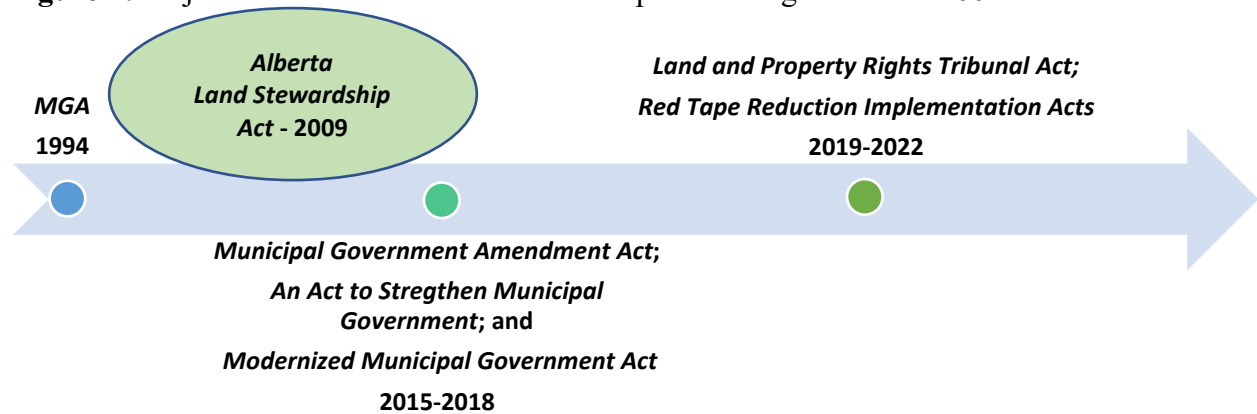 MGA
1994
Alberta
Land Stewardship
Act - 2009
Land and Property Rights Tribunal Act;
Red Tape Reduction Implementation Acts
2019-2022
Municipal Government Amendment Act;
An Act to Stregthen Municipal
Government; and
Modernized Municipal Government Act
2015-2018